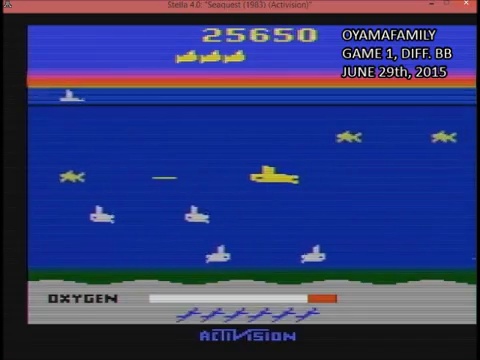 Stella 4.0: "Seaquest (1983) (Activision)"
25650
OYAMAFAMILY
GAME 1, DIFF. BB
JUNE 29th, 2015
OXYGEN
ACTIVISION